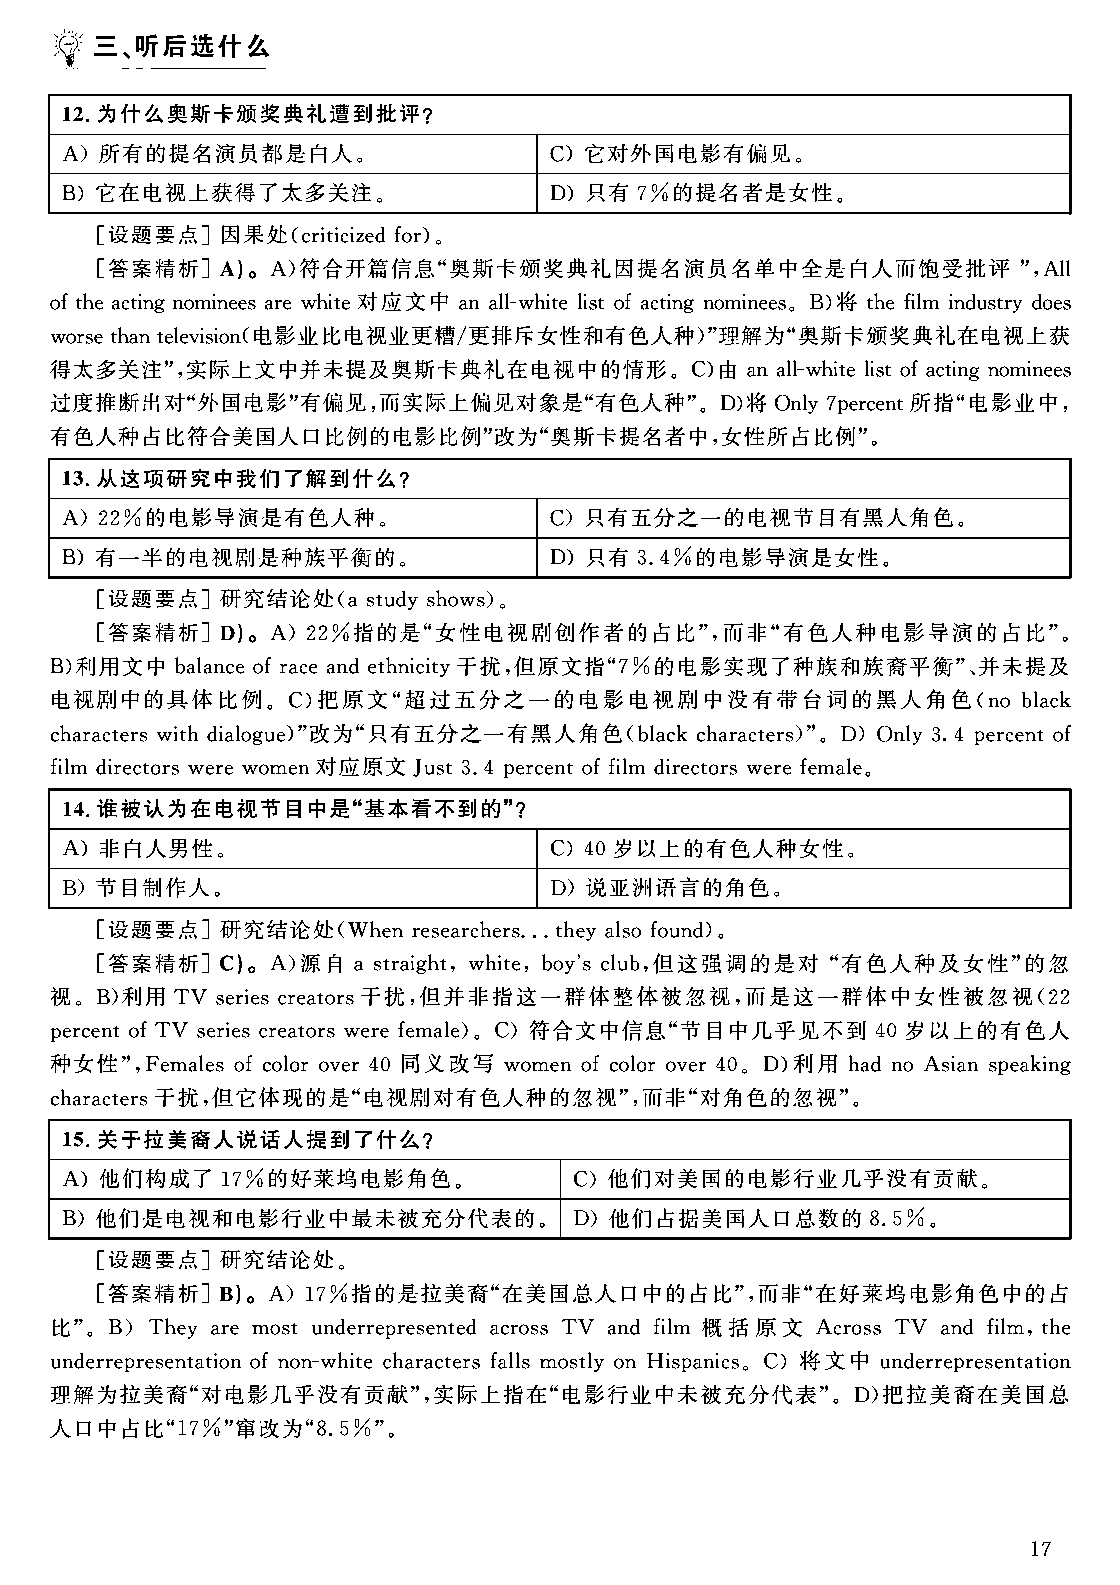 三、听后选什么
12. 为什么奥斯卡颁奖典礼遭到批评?
A) 所有的提名演员都是白人。 C) 它对外国电影有偏见。
B) 它在电视上获得了太多关注。 D) 只有 7%的提名者是女性。
[设题要点] 因果处(criticized for)。
[答案精析] A)。A)符合开篇信息“奥斯卡颁奖典礼因提名演员名单中全是白人而饱受批评 ”,All
of the acting nominees are white 对应文中 an all-white list of acting nominees。B)将 the film industry does
worse than television(电影业比电视业更糟/更排斥女性和有色人种)”理解为“奥斯卡颁奖典礼在电视上获
得太多关注”,实际上文中并未提及奥斯卡典礼在电视中的情形。C)由 an all-white list of acting nominees
过度推断出对“外国电影”有偏见,而实际上偏见对象是“有色人种”。D)将 Only 7percent 所指“电影业中,
有色人种占比符合美国人口比例的电影比例”改为“奥斯卡提名者中,女性所占比例”。
13. 从这项研究中我们了解到什么?
A) 22%的电影导演是有色人种。 C) 只有五分之一的电视节目有黑人角色。
B) 有一半的电视剧是种族平衡的。 D) 只有 3.4%的电影导演是女性。
[设题要点] 研究结论处(a study shows)。
[答案精析] D)。A) 22%指的是“女性电视剧创作者的占比”,而非“有色人种电影导演的占比”。
B)利用文中 balance of race and ethnicity 干扰,但原文指“7%的电影实现了种族和族裔平衡”、并未提及
电视剧中的具体比例。C)把原文“超过五分之一的电影电视剧中没有带台词的黑人角色(no black
characters with dialogue)”改为“只有五分之一有黑人角色(black characters)”。D) Only 3.4 percent of
film directors were women 对应原文 Just 3.4 percent of film directors were female。
14. 谁被认为在电视节目中是“基本看不到的”?
A) 非白人男性。 C) 40 岁以上的有色人种女性。
B) 节目制作人。 D) 说亚洲语言的角色。
[设题要点] 研究结论处(When researchers...they also found)。
[答案精析] C)。A)源自 a straight, white, boy's club,但这强调的是对 “有色人种及女性”的忽
视。B)利用 TV series creators 干扰,但并非指这一群体整体被忽视,而是这一群体中女性被忽视(22
percent of TV series creators were female)。C) 符合文中信息“节目中几乎见不到 40 岁以上的有色人
种女性”,Females of color over 40 同义改写 women of color over 40。D)利用 had no Asian speaking
characters 干扰,但它体现的是“电视剧对有色人种的忽视”,而非“对角色的忽视”。
15. 关于拉美裔人说话人提到了什么?
A) 他们构成了 17%的好莱坞电影角色。 C) 他们对美国的电影行业几乎没有贡献。
B) 他们是电视和电影行业中最未被充分代表的。 D) 他们占据美国人口总数的 8.5%。
[设题要点] 研究结论处。
[答案精析] B)。A) 17%指的是拉美裔“在美国总人口中的占比”,而非“在好莱坞电影角色中的占
比”。B) They are most underrepresented across TV and film 概括原文 Across TV and film, the
underrepresentation of non-white characters falls mostly on Hispanics。C) 将文中 underrepresentation
理解为拉美裔“对电影几乎没有贡献”,实际上指在“电影行业中未被充分代表”。D)把拉美裔在美国总
人口中占比“17%”窜改为“8.5%”。
17